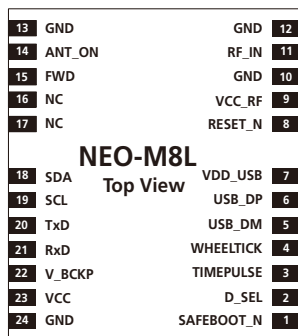 13 GND GND 12
14 ANT_ON RF_IN 11
15 FWD GND 10
16 NC VCC_RF 9
17 NC RESET_N 8
NEO-M8L
Top View
18 SDA VDD_USB 7
19 SCL USB_DP 6
20 TxD USB_DM 5
21 RxD WHEELTICK 4
22 V_BCKP TIMEPULSE 3
23 VCC D_SEL 2
24 GND SAFEBOOT_N 1